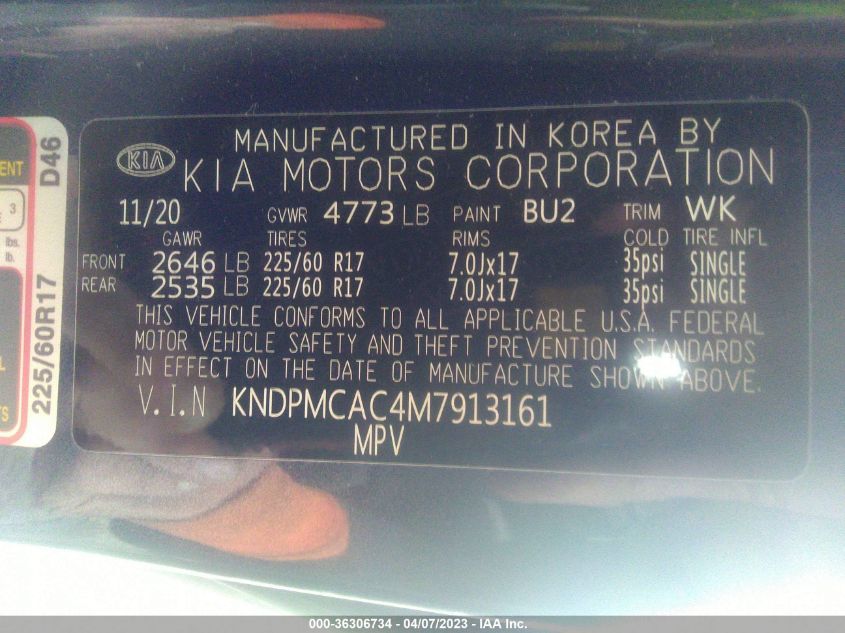 MANUFACTURED IN KOREA BY
KIA KIA MOTORS CORPORATION
11/20 GVWR 4773 LB PAINT BU2 TRIM WK
GAWR TIRES RIMS COLD TIRE INFL
FRONT 2646 LB 225/60 R17 7.0Jx17 35psi SINGLE
REAR 2535 LB 225/60 R17 7.0Jx17 35psi SINGLE
THIS VEHICLE CONFORMS TO ALL APPLICABLE U.S.A. FEDERAL
MOTOR VEHICLE SAFETY AND THEFT PREVENTION STANDARDS
IN EFFECT ON THE DATE OF MANUFACTURE SHOWN ABOVE.
V.I.N KNDPMCAC4M7913161
MPV
225/60R17 D46
3
lbs.
lb.
000-36306734 - 04/07/2023 - IAA Inc.